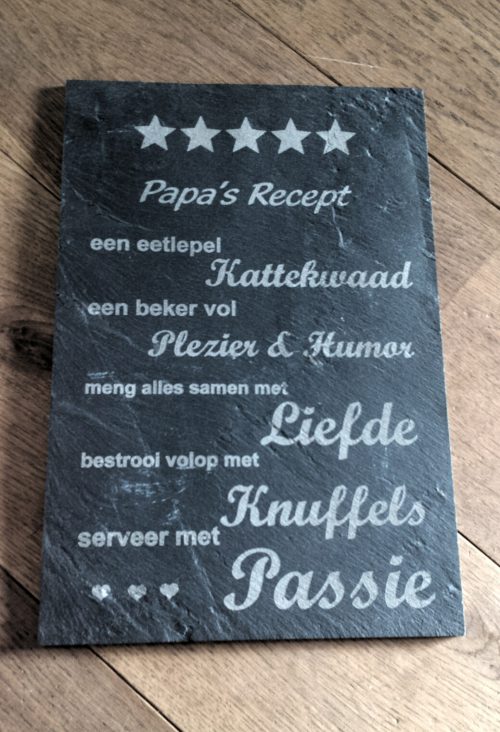 Papa's Recept
een eetlepel
Kattekwaad
een beker vol
Plezier & Humor
meng alles samen met
Liefde
bestrooi volop met
Knuffels
serveer met
Passie